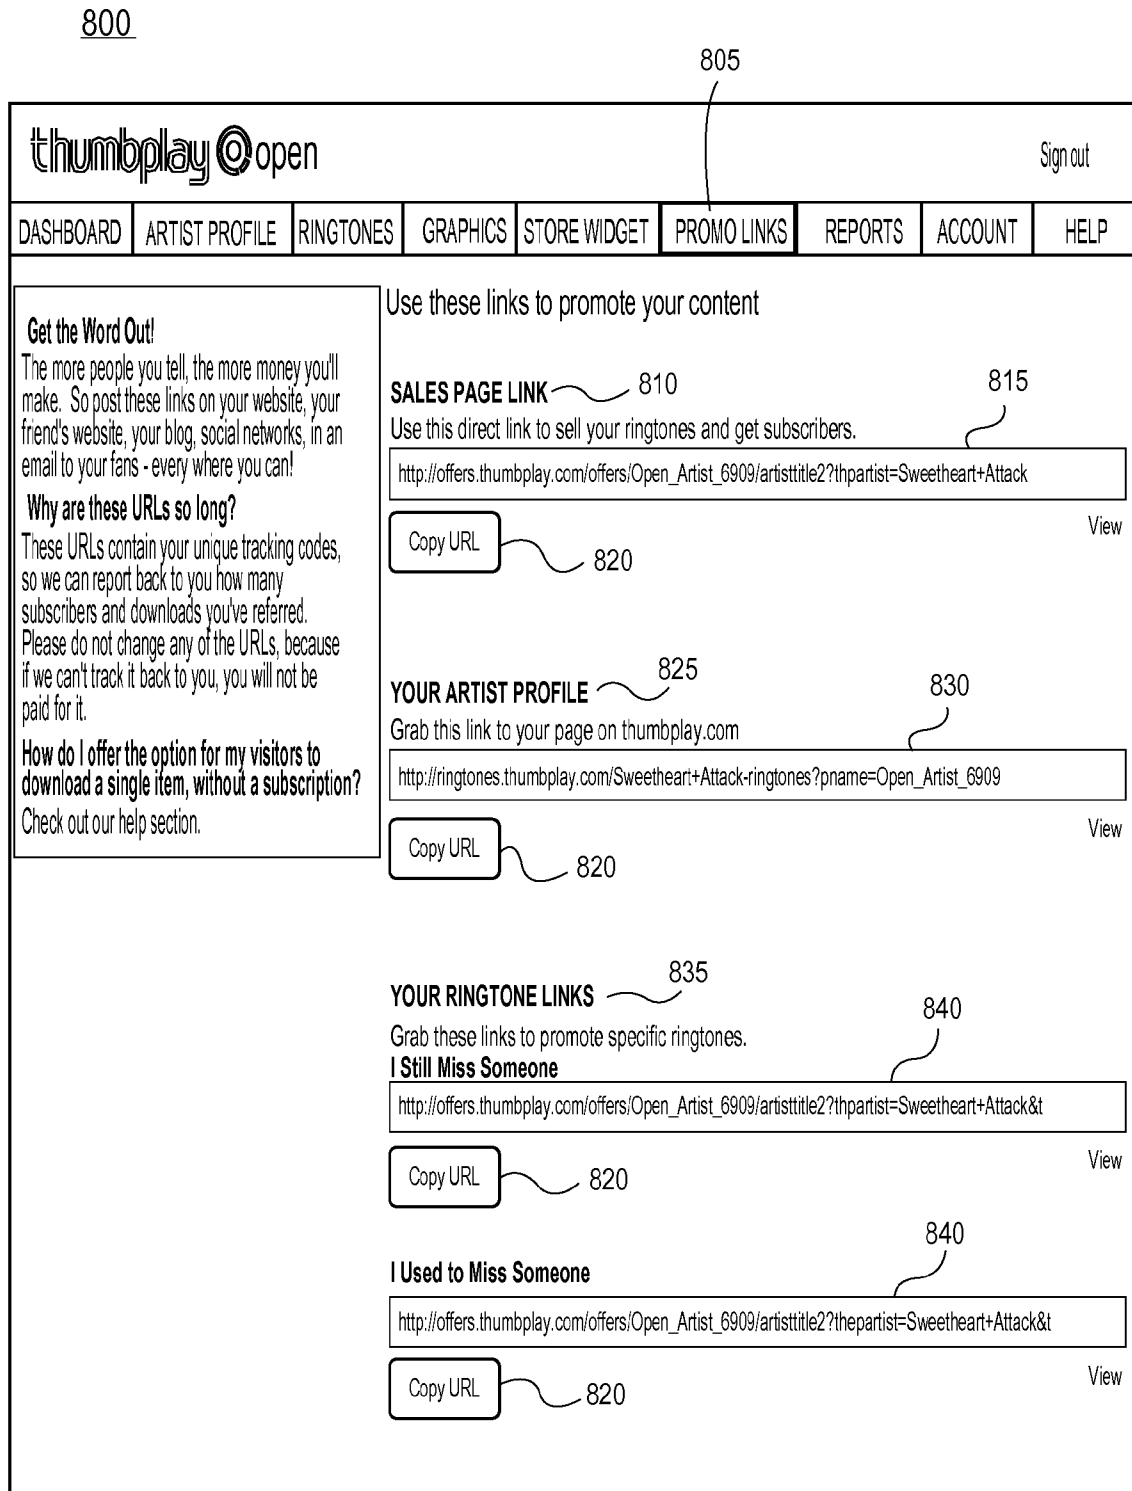 800
805
thumbplay open
Sign out
DASHBOARD ARTIST PROFILE RINGTONES GRAPHICS STORE WIDGET PROMO LINKS REPORTS ACCOUNT HELP
Get the Word Out!
The more people you tell, the more money you'll
make. So post these links on your website, your
friend's website, your blog, social networks, in an
email to your fans - every where you can!
Why are these URLs so long?
These URLs contain your unique tracking codes,
so we can report back to you how many
subscribers and downloads you've referred.
Please do not change any of the URLs, because
if we can't track it back to you, you will not be
paid for it.
How do I offer the option for my visitors to
download a single item, without a subscription?
Check out our help section.
Use these links to promote your content
SALES PAGE LINK 810
815
Use this direct link to sell your ringtones and get subscribers.
http://offers.thumbplay.com/offers/Open_Artist_6909/artisttitle2?thpartist=Sweetheart+Attack
View
Copy URL 820
YOUR ARTIST PROFILE 825
830
Grab this link to your page on thumbplay.com
http://ringtones.thumbplay.com/Sweetheart+Attack-ringtones?pname=Open_Artist_6909
View
Copy URL 820
YOUR RINGTONE LINKS 835
840
Grab these links to promote specific ringtones.
I Still Miss Someone
http://offers.thumbplay.com/offers/Open_Artist_6909/artisttitle2?thpartist=Sweetheart+Attack&t
View
Copy URL 820
840
I Used to Miss Someone
http://offers.thumbplay.com/offers/Open_Artist_6909/artisttitle2?thepartist=Sweetheart+Attack&t
View
Copy URL 820